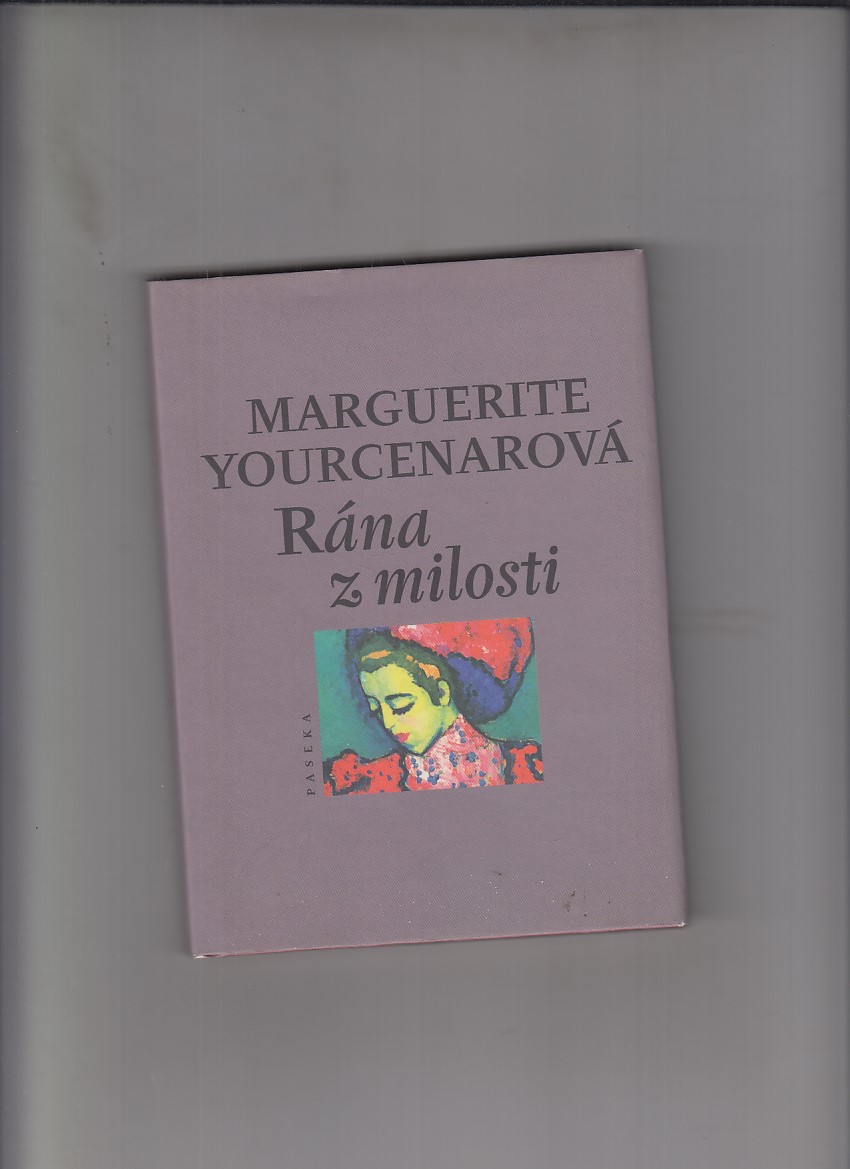 MARGUERITE
YOURCENAROVÁ
Rána
z milosti
PASEKA